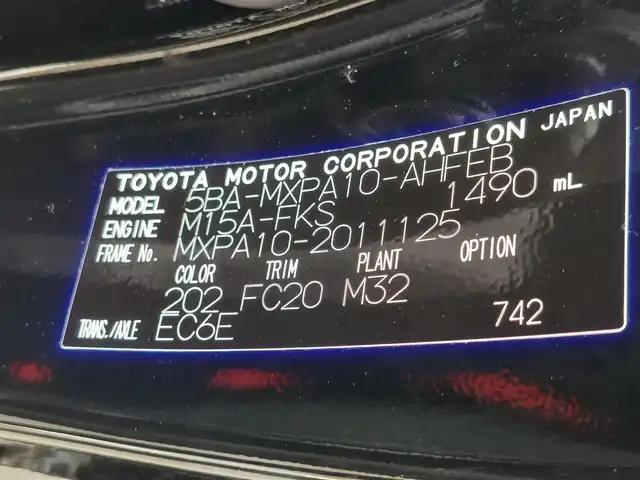 TOYOTA MOTOR CORPORATION JAPAN
MODEL 5BA-MXPA10-AHFEB
ENGINE M15A-FKS 1490 mL
FRAME No. MXPA10-2011125
COLOR TRIM PLANT OPTION
202 FC20 M32
TRANS./AXLE EC6E 742